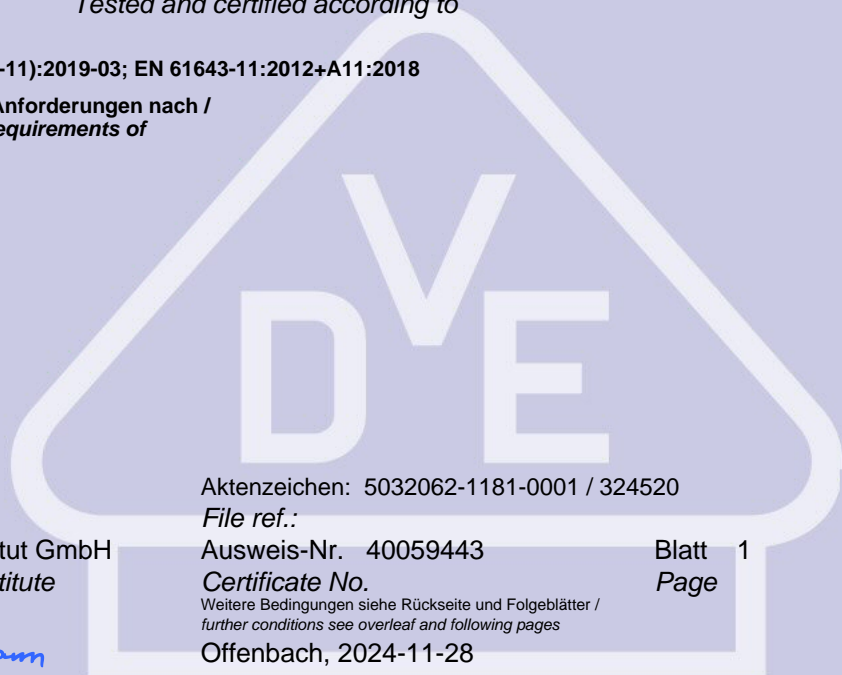 Tested and certified according to
-11):2019-03; EN 61643-11:2012+A11:2018
Anforderungen nach /
equirements of
VDE
Aktenzeichen: 5032062-1181-0001 / 324520
File ref.:
tut GmbH
Ausweis-Nr. 40059443 Blatt 1
titute
Certificate No. Page
Weitere Bedingungen siehe Rückseite und Folgeblätter /
further conditions see overleaf and following pages
Offenbach, 2024-11-28